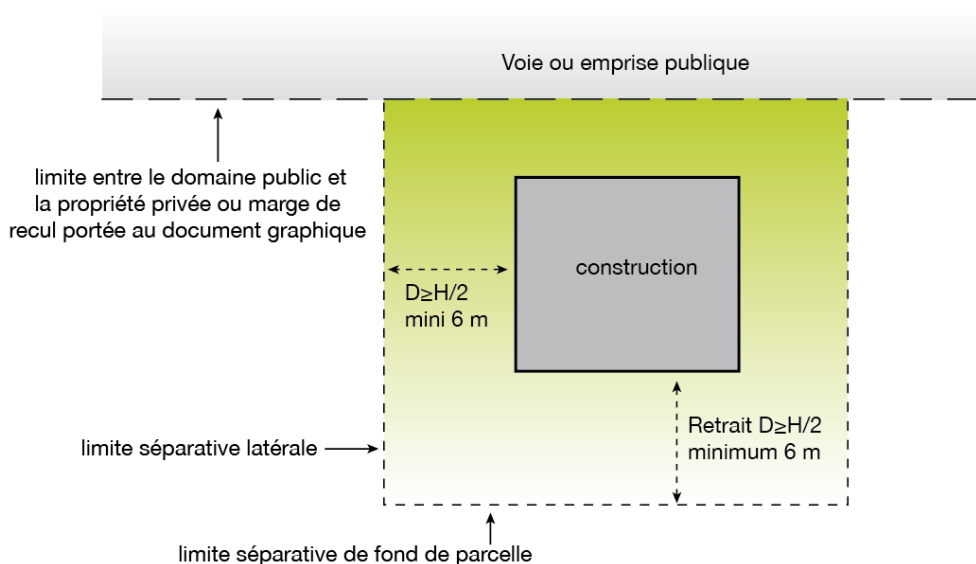 Voie ou emprise publique
limite entre le domaine public et
la propriété privée ou marge de
recul portée au document graphique
construction
D≥H/2
mini 6 m
Retrait D≥H/2
minimum 6 m
limite séparative latérale
limite séparative de fond de parcelle